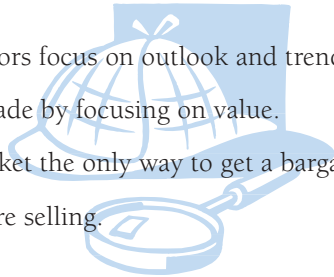 ors focus on outlook and trend
ade by focusing on value.
ket the only way to get a barga
re selling.